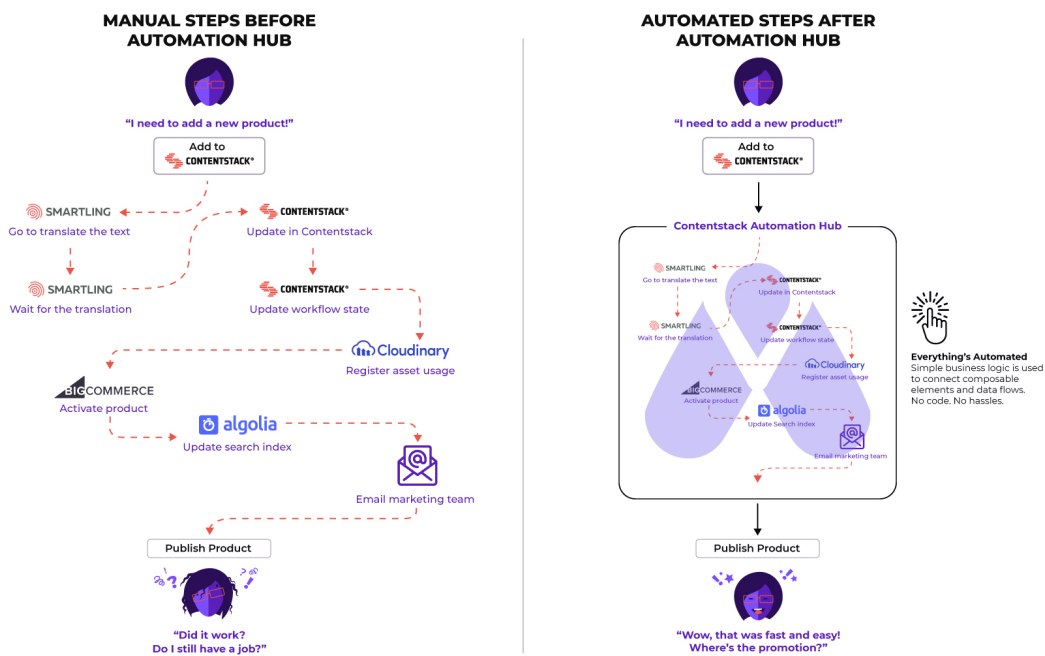 MANUAL STEPS BEFORE
AUTOMATION HUB
“I need to add a new product!”
Add to
CONTENTSTACK®
SMARTLING
Go to translate the text
CONTENTSTACK®
Update in Contentstack
SMARTLING
Wait for the translation
CONTENTSTACK®
Update workflow state
Cloudinary
Register asset usage
BIGCOMMERCE
Activate product
algolia
Update search index
@
Email marketing team
Publish Product
“Did it work?
Do I still have a job?”
AUTOMATED STEPS AFTER
AUTOMATION HUB
“I need to add a new product!”
Add to
CONTENTSTACK®
Contentstack Automation Hub
SMARTLING
Go to translate the text
CONTENTSTACK®
Update in Contentstack
SMARTLING
Wait for the translation
CONTENTSTACK®
Update workflow state
Cloudinary
Register asset usage
BIGCOMMERCE
Activate product
algolia
Update Search index
@
Email marketing team
Everything’s Automated
Simple business logic is used
to connect composable
elements and data flows.
No code. No hassles.
Publish Product
“Wow, that was fast and easy!
Where’s the promotion?”